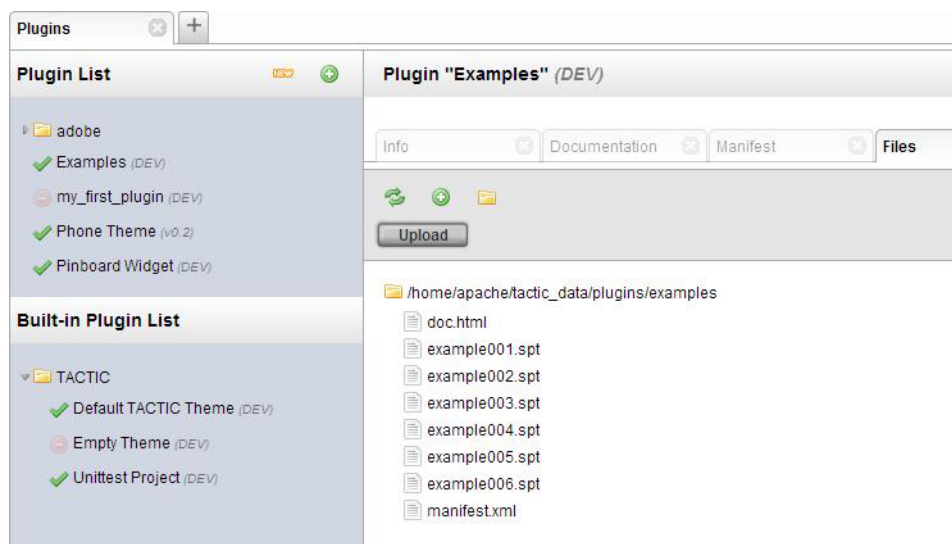 Plugins
Plugin List
NEW
adobe
Examples (DEV)
my_first_plugin (DEV)
Phone Theme (v0.2)
Pinboard Widget (DEV)
Built-in Plugin List
TACTIC
Default TACTIC Theme (DEV)
Empty Theme (DEV)
Unittest Project (DEV)
Plugin "Examples" (DEV)
Info Documentation Manifest Files
Upload
/home/apache/tactic_data/plugins/examples
doc.html
example001.spt
example002.spt
example003.spt
example004.spt
example005.spt
example006.spt
manifest.xml